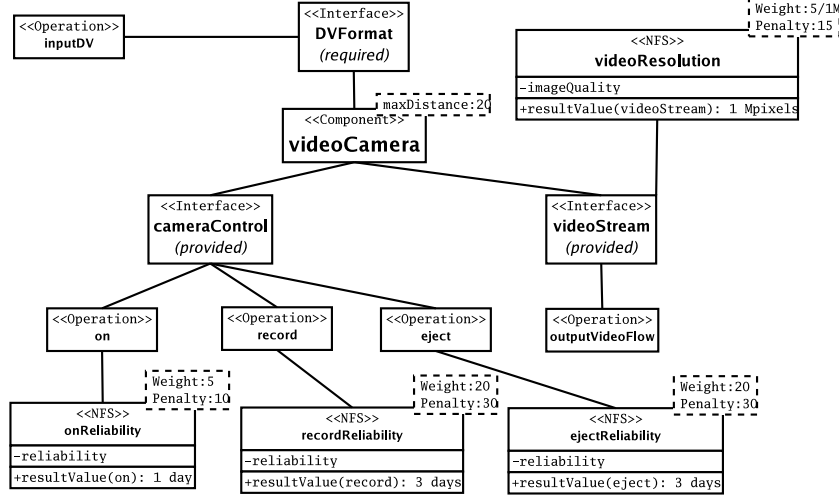 <<Operation>>
inputDV
<<Interface>>
DVFormat
(required)
Weight:5/1M
Penalty:15
<<NFS>>
videoResolution
-imageQuality
+resultValue(videoStream): 1 Mpixels
maxDistance:20
<<Component>>
videoCamera
<<Interface>>
cameraControl
(provided)
<<Interface>>
videoStream
(provided)
<<Operation>>
on
<<Operation>>
record
<<Operation>>
eject
<<Operation>>
outputVideoFlow
Weight:5
Penalty:10
<<NFS>>
onReliability
-reliability
+resultValue(on): 1 day
Weight:20
Penalty:30
<<NFS>>
recordReliability
-reliability
+resultValue(record): 3 days
Weight:20
Penalty:30
<<NFS>>
ejectReliability
-reliability
+resultValue(eject): 3 days